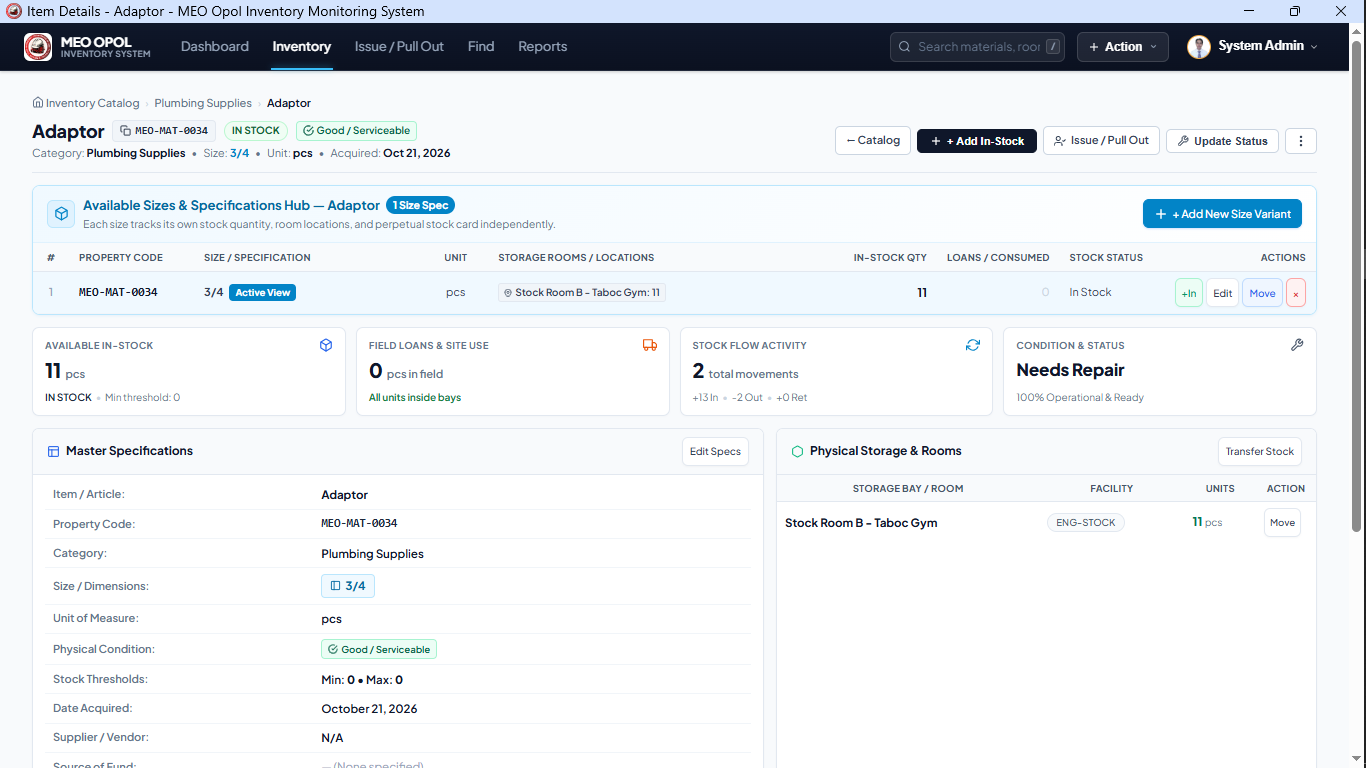 Item Details - Adaptor - MEO Opol Inventory Monitoring System
MEO OPOL
INVENTORY SYSTEM
Dashboard Inventory Issue / Pull Out Find Reports
Search materials, roor /
+ Action
System Admin
Inventory Catalog › Plumbing Supplies › Adaptor
Adaptor MEO-MAT-0034 IN STOCK Good / Serviceable
Category: Plumbing Supplies • Size: 3/4 • Unit: pcs • Acquired: Oct 21, 2026
← Catalog + + Add In-Stock Issue / Pull Out Update Status
Available Sizes & Specifications Hub — Adaptor 1 Size Spec
Each size tracks its own stock quantity, room locations, and perpetual stock card independently.
+ + Add New Size Variant
# PROPERTY CODE SIZE / SPECIFICATION UNIT STORAGE ROOMS / LOCATIONS IN-STOCK QTY LOANS / CONSUMED STOCK STATUS ACTIONS
1 MEO-MAT-0034 3/4 Active View pcs Stock Room B - Taboc Gym: 11 11 0 In Stock +In Edit Move ×
AVAILABLE IN-STOCK
11 pcs
IN STOCK • Min threshold: 0
FIELD LOANS & SITE USE
0 pcs in field
All units inside bays
STOCK FLOW ACTIVITY
2 total movements
+13 In • -2 Out • +0 Ret
CONDITION & STATUS
Needs Repair
100% Operational & Ready
Master Specifications Edit Specs
Item / Article: Adaptor
Property Code: MEO-MAT-0034
Category: Plumbing Supplies
Size / Dimensions: 3/4
Unit of Measure: pcs
Physical Condition: Good / Serviceable
Stock Thresholds: Min: 0 • Max: 0
Date Acquired: October 21, 2026
Supplier / Vendor: N/A
Source of Fund: — (None specified)
Physical Storage & Rooms Transfer Stock
STORAGE BAY / ROOM FACILITY UNITS ACTION
Stock Room B - Taboc Gym ENG-STOCK 11 pcs Move